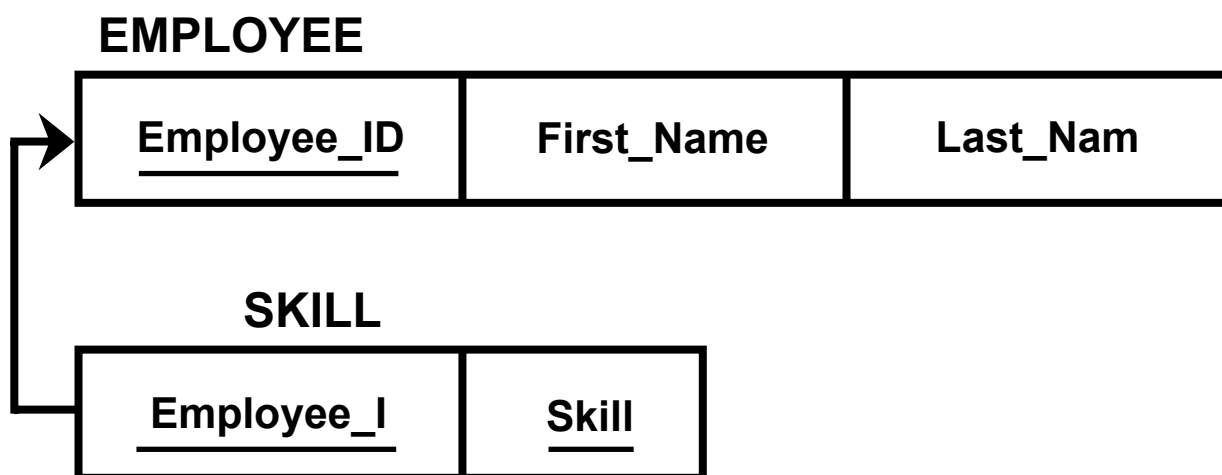 EMPLOYEE
Employee_ID First_Name Last_Nam
SKILL
Employee_I Skill